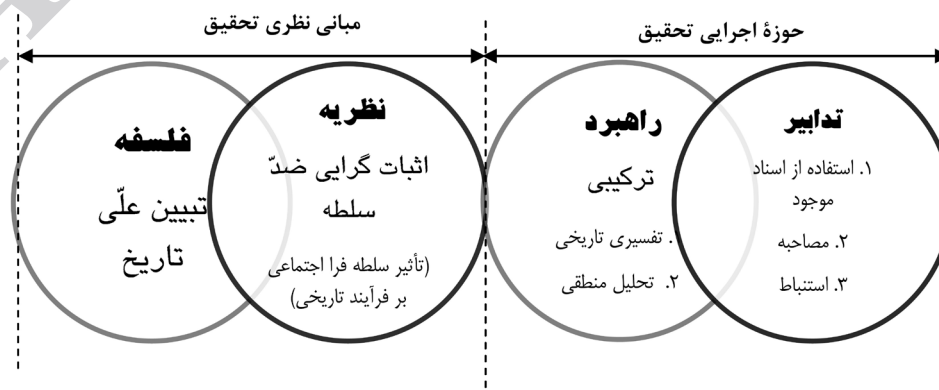 مبانی نظری تحقیق
حوزهٔ اجرایی تحقیق
تدابیر
۱. استفاده از اسناد
موجود
۲. مصاحبه
۳. استنباط
راهبرد
ترکیبی
۱. تفسیری تاریخی
۲. تحلیل منطقی
نظریه
اثبات گرایی ضدّ
سلطه
(تأثیر سلطه فرا اجتماعی
بر فرآیند تاریخی)
فلسفه
تبیین علّی
تاریخ